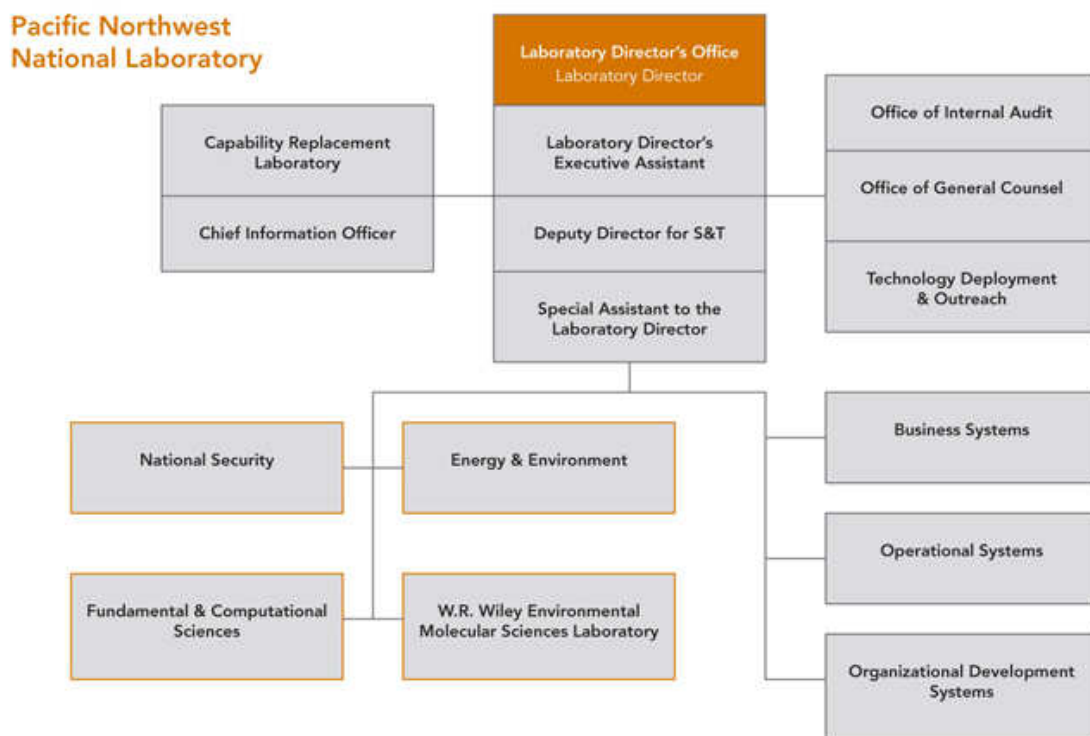 Pacific Northwest
National Laboratory
Laboratory Director's Office
Laboratory Director
Capability Replacement
Laboratory
Chief Information Officer
Laboratory Director's
Executive Assistant
Deputy Director for S&T
Special Assistant to the
Laboratory Director
Office of Internal Audit
Office of General Counsel
Technology Deployment
& Outreach
National Security
Energy & Environment
Fundamental & Computational
Sciences
W.R. Wiley Environmental
Molecular Sciences Laboratory
Business Systems
Operational Systems
Organizational Development
Systems